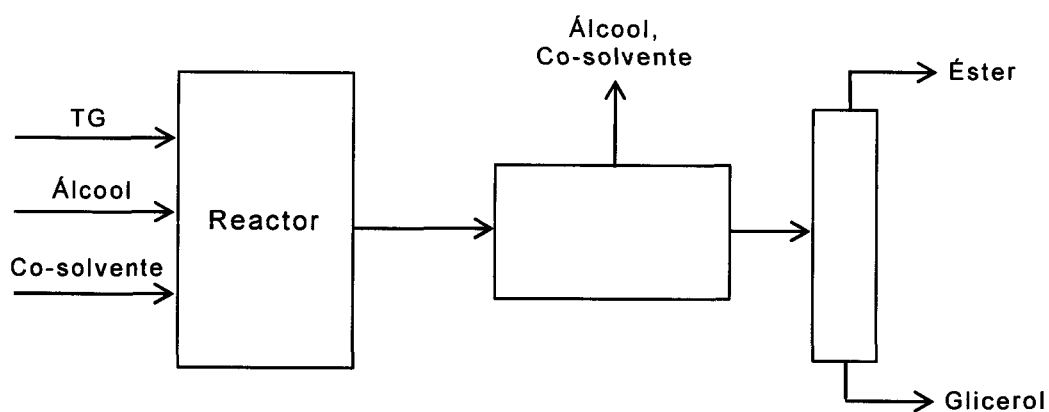 TG
Álcool
Co-solvente
Reactor
Álcool,
Co-solvente
Éster
Glicerol